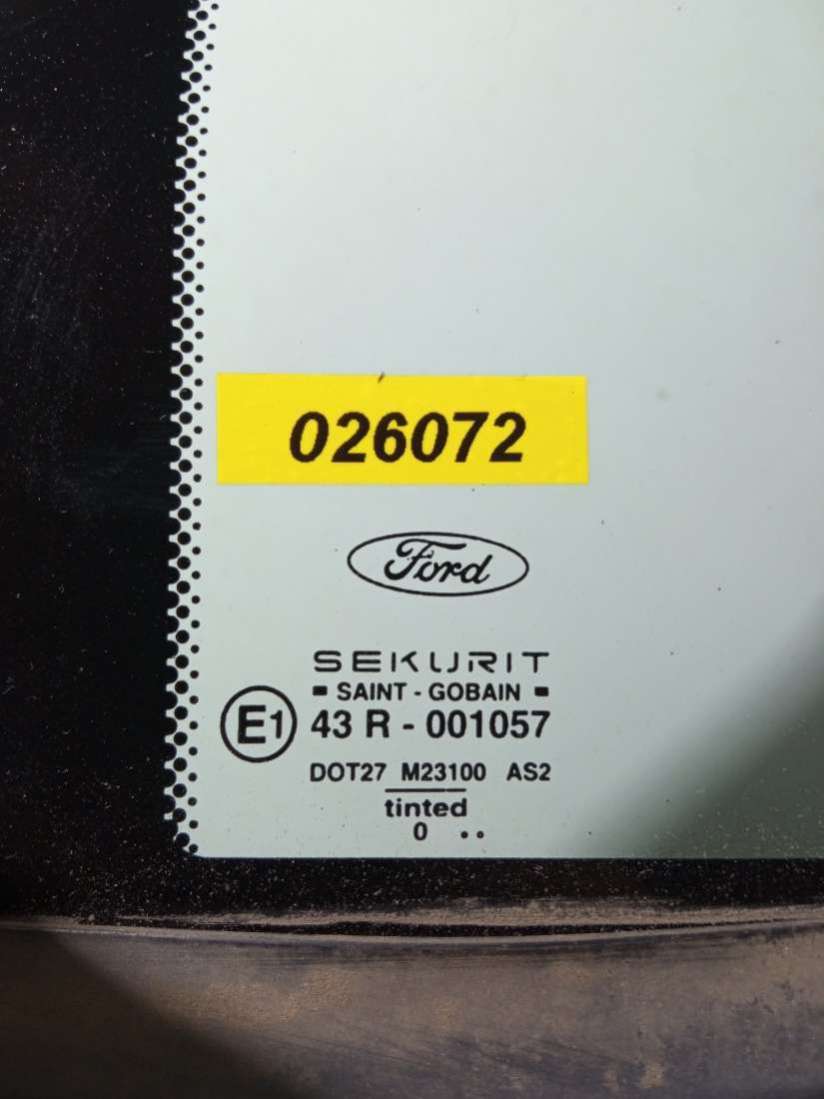 026072
Ford
SEKURIT
SAINT - GOBAIN
E1 43 R - 001057
DOT27 M23100 AS2
tinted
0 ..